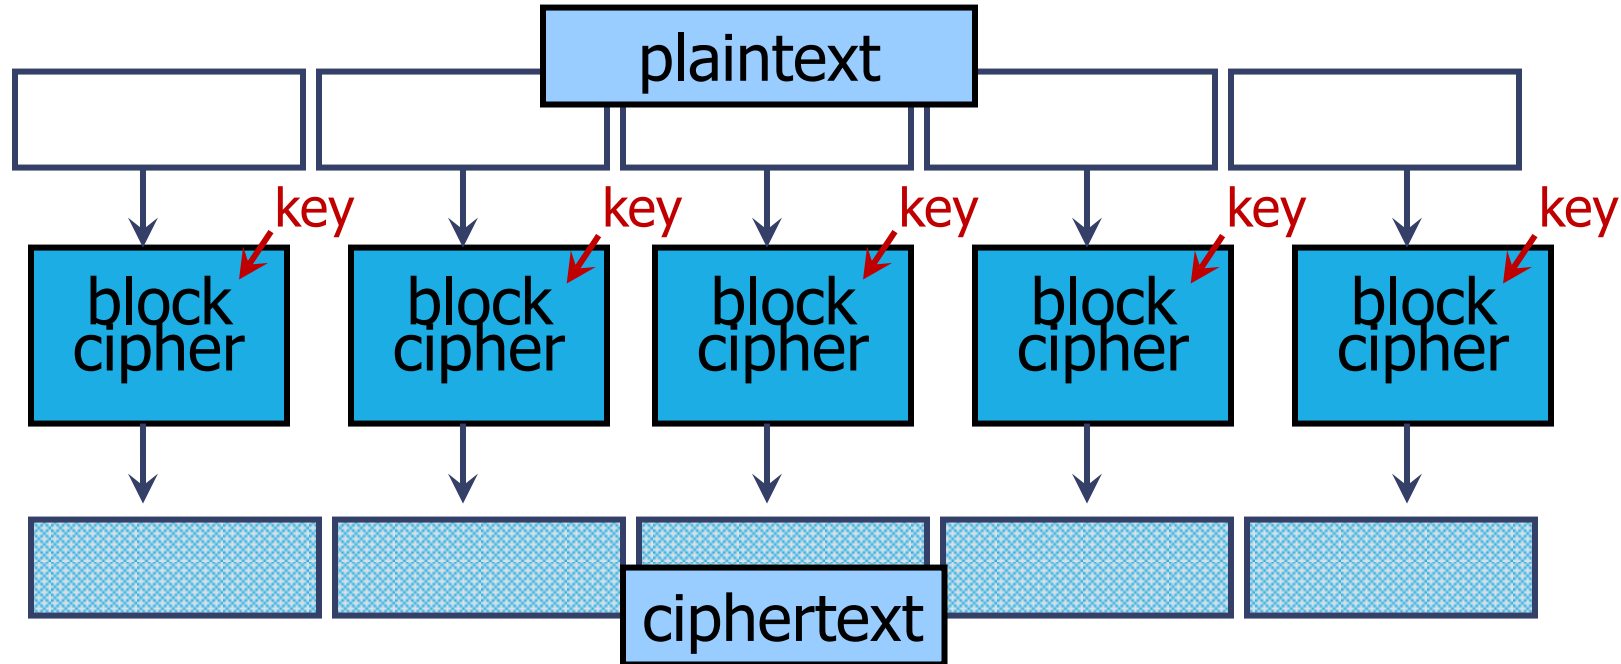 plaintext
key
key
key
key
key
block
cipher
block
cipher
block
cipher
block
cipher
block
cipher
ciphertext